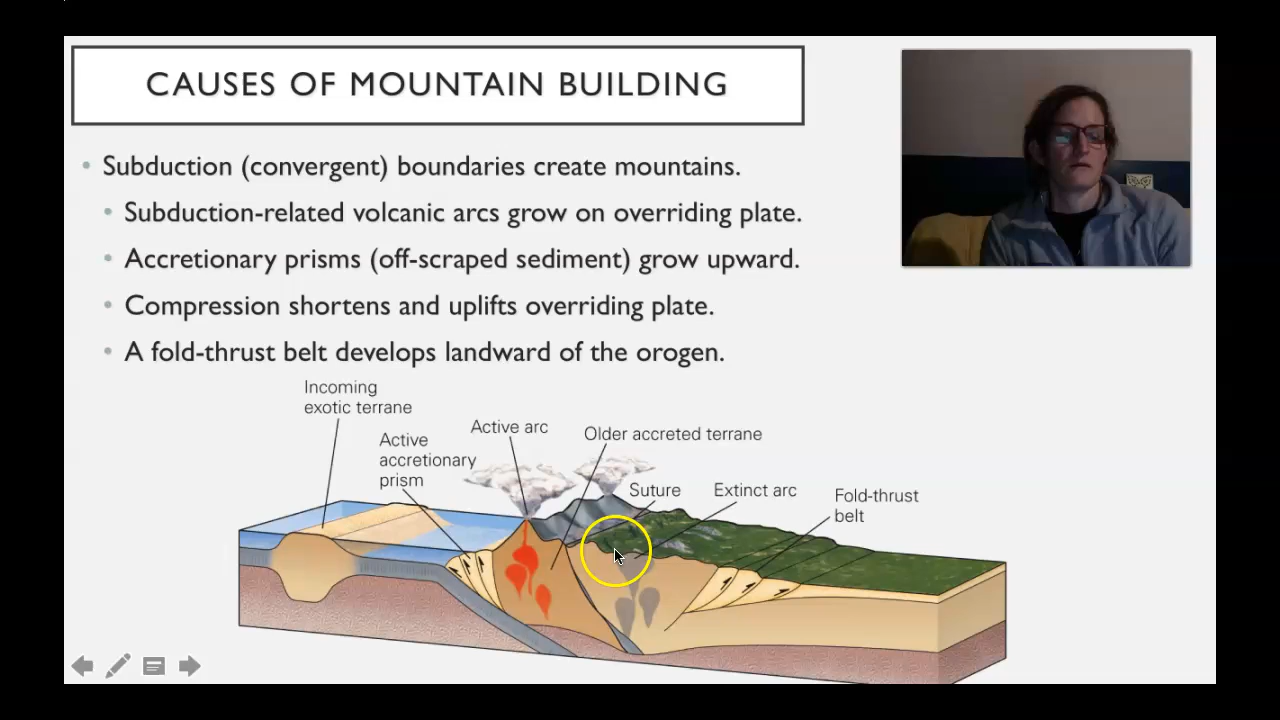 CAUSES OF MOUNTAIN BUILDING
• Subduction (convergent) boundaries create mountains.
• Subduction-related volcanic arcs grow on overriding plate.
• Accretionary prisms (off-scraped sediment) grow upward.
• Compression shortens and uplifts overriding plate.
• A fold-thrust belt develops landward of the orogen.
Incoming
exotic terrane
Active
accretionary
prism
Active arc
Older accreted terrane
Suture
Extinct arc
Fold-thrust
belt